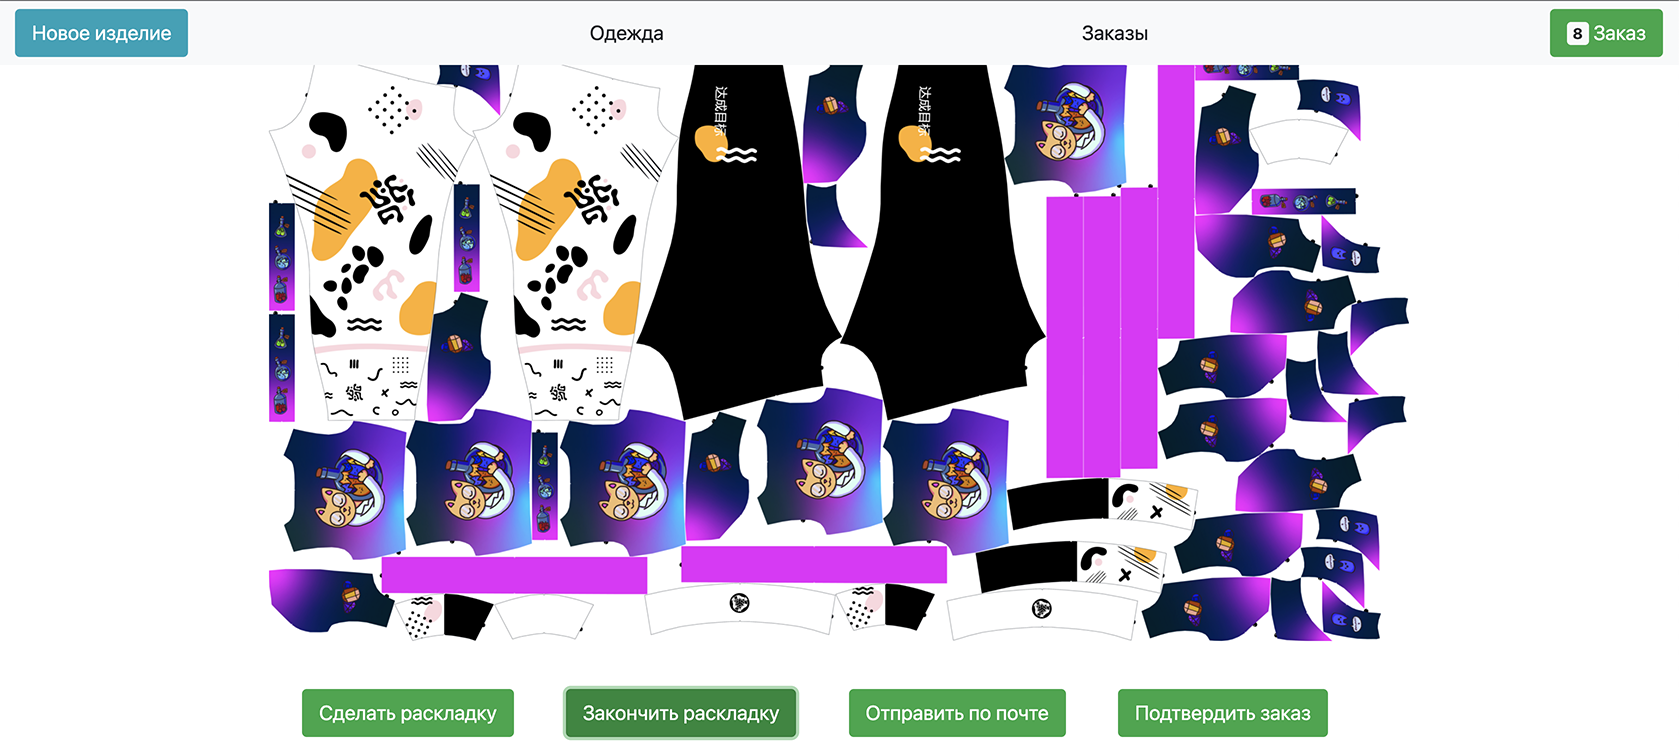 Новое изделие
Одежда
Заказы
8 Заказ
达成目标
达成目标
Сделать раскладку
Закончить раскладку
Отправить по почте
Подтвердить заказ